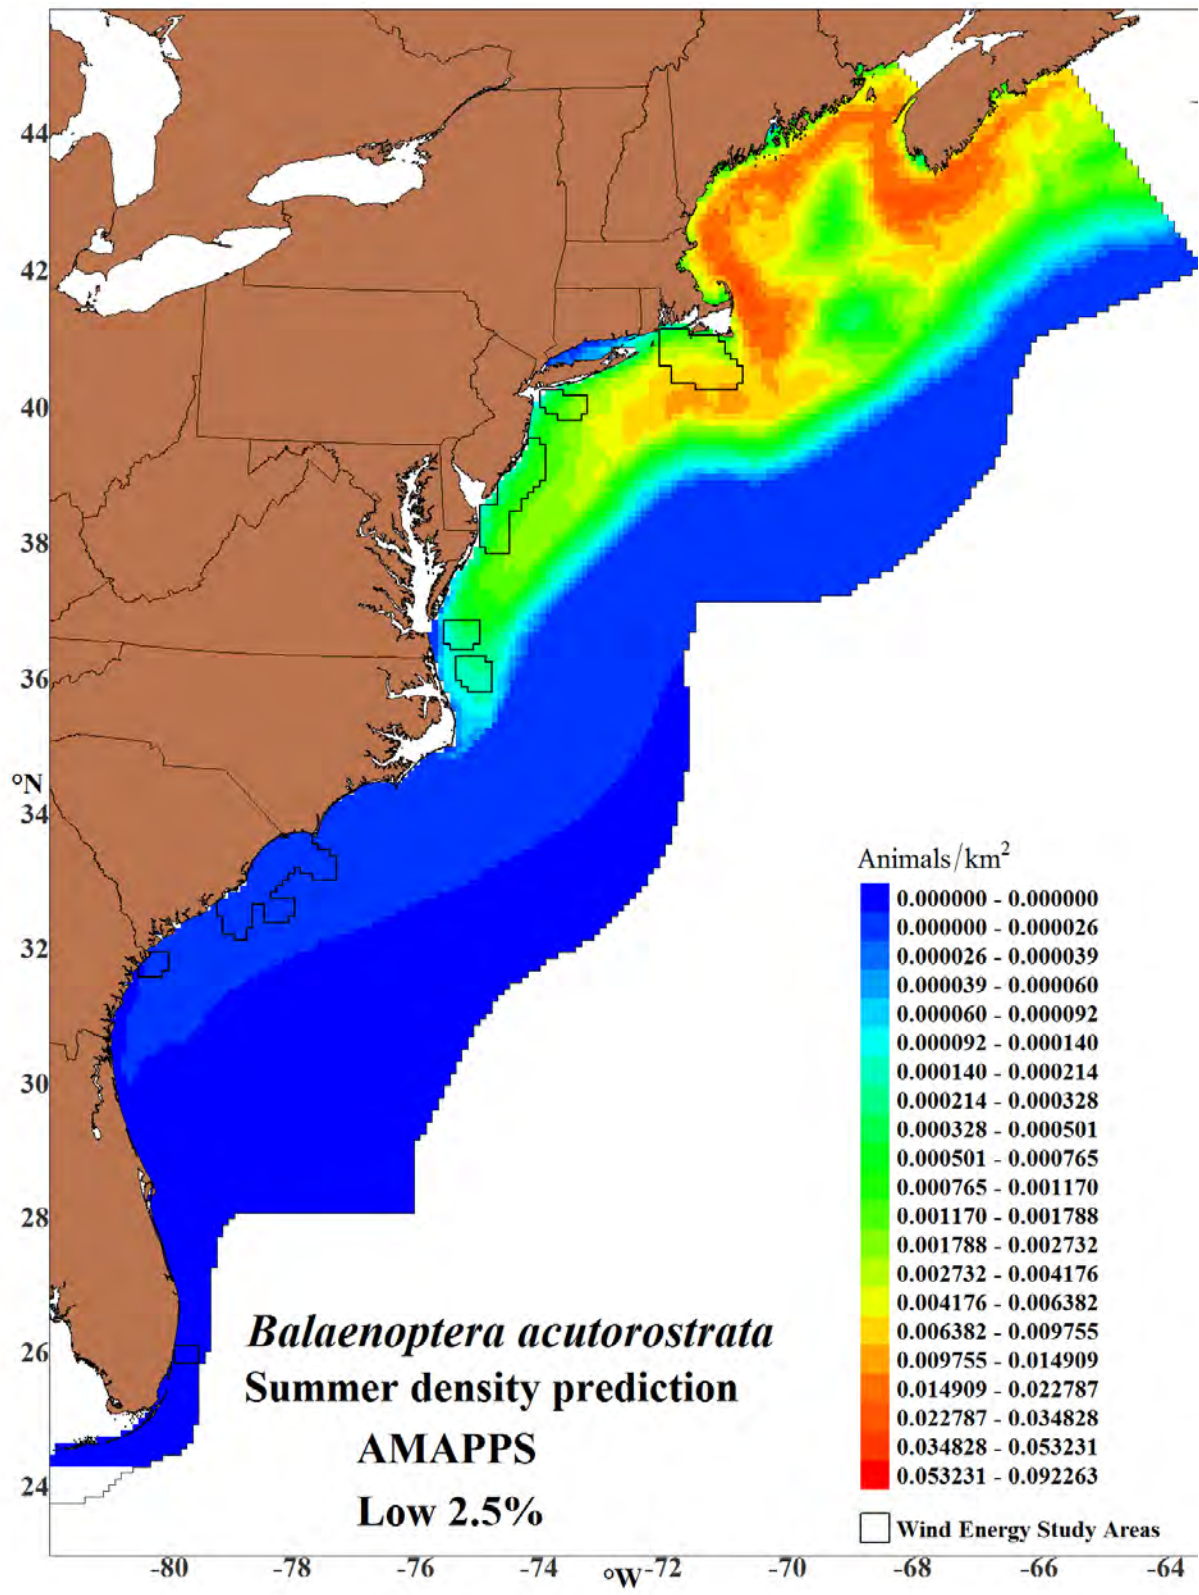 44
42
40
38
36
°N
34
32
30
28
26
24
-80
-78
-76
-74
°W
-72
-70
-68
-66
-64
Animals/km²
0.000000 - 0.000000
0.000000 - 0.000026
0.000026 - 0.000039
0.000039 - 0.000060
0.000060 - 0.000092
0.000092 - 0.000140
0.000140 - 0.000214
0.000214 - 0.000328
0.000328 - 0.000501
0.000501 - 0.000765
0.000765 - 0.001170
0.001170 - 0.001788
0.001788 - 0.002732
0.002732 - 0.004176
0.004176 - 0.006382
0.006382 - 0.009755
0.009755 - 0.014909
0.014909 - 0.022787
0.022787 - 0.034828
0.034828 - 0.053231
0.053231 - 0.092263
Wind Energy Study Areas
Balaenoptera acutorostrata
Summer density prediction
AMAPPS
Low 2.5%